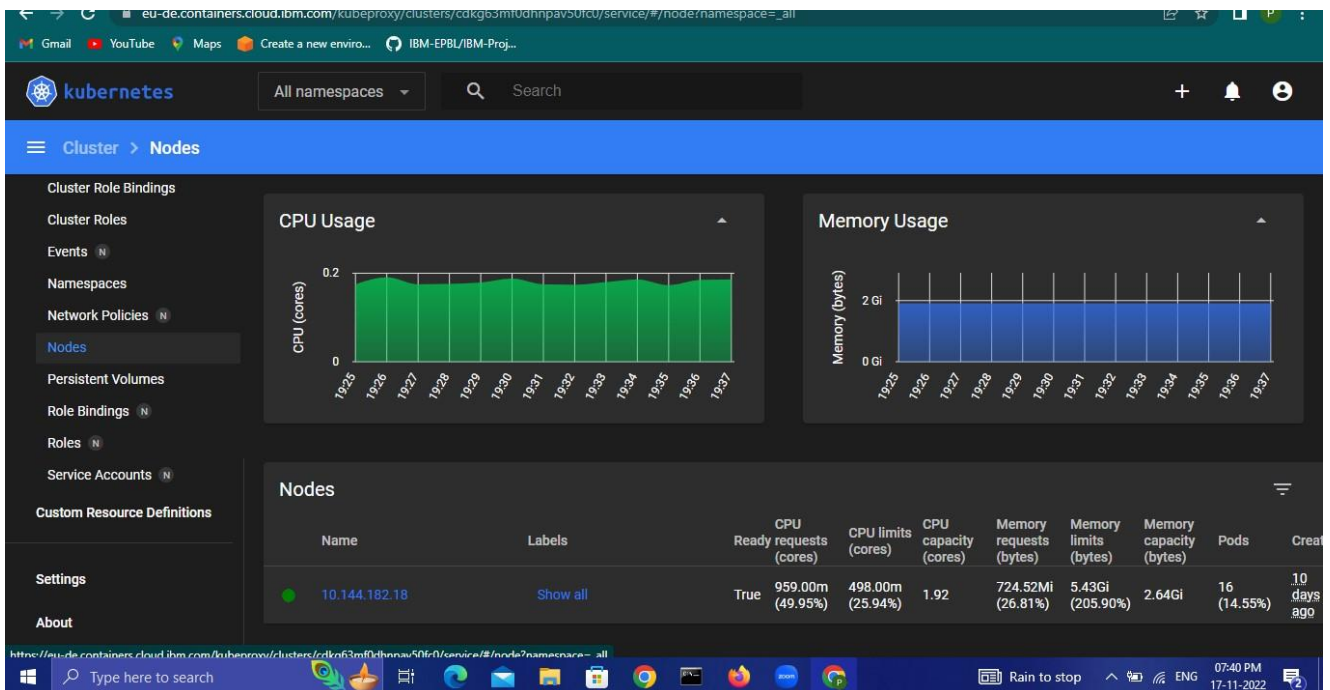 eu-de.containers.cloud.ibm.com/kubeproxy/clusters/cdkg63mf0dhnpav50fc0/service/#/node?namespace=_all
P
Gmail YouTube Maps Create a new enviro... IBM-EPBL/IBM-Proj...
kubernetes All namespaces Search
Cluster > Nodes
Cluster Role Bindings
Cluster Roles
Events N
Namespaces
Network Policies N
Nodes
Persistent Volumes
Role Bindings N
Roles N
Service Accounts N
Custom Resource Definitions
Settings
About
CPU Usage
CPU (cores)
0.2
0
19:25 19:26 19:27 19:28 19:29 19:30 19:31 19:32 19:33 19:34 19:35 19:36 19:37
Memory Usage
Memory (bytes)
2 Gi
0 Gi
19:25 19:26 19:27 19:28 19:29 19:30 19:31 19:32 19:33 19:34 19:35 19:36 19:37
Nodes
Name Labels Ready CPU requests (cores) CPU limits (cores) CPU capacity (cores) Memory requests (bytes) Memory limits (bytes) Memory capacity (bytes) Pods Creat
10.144.182.18 Show all True 959.00m (49.95%) 498.00m (25.94%) 1.92 724.52Mi (26.81%) 5.43Gi (205.90%) 2.64Gi 16 (14.55%) 10 days ago
https://eu-de.containers.cloud.ibm.com/kubeproxy/clusters/cdkg63mf0dhnpav50fc0/service/#/node?namespace=_all
Type here to search zoom P Rain to stop ENG 07:40 PM
17-11-2022 2